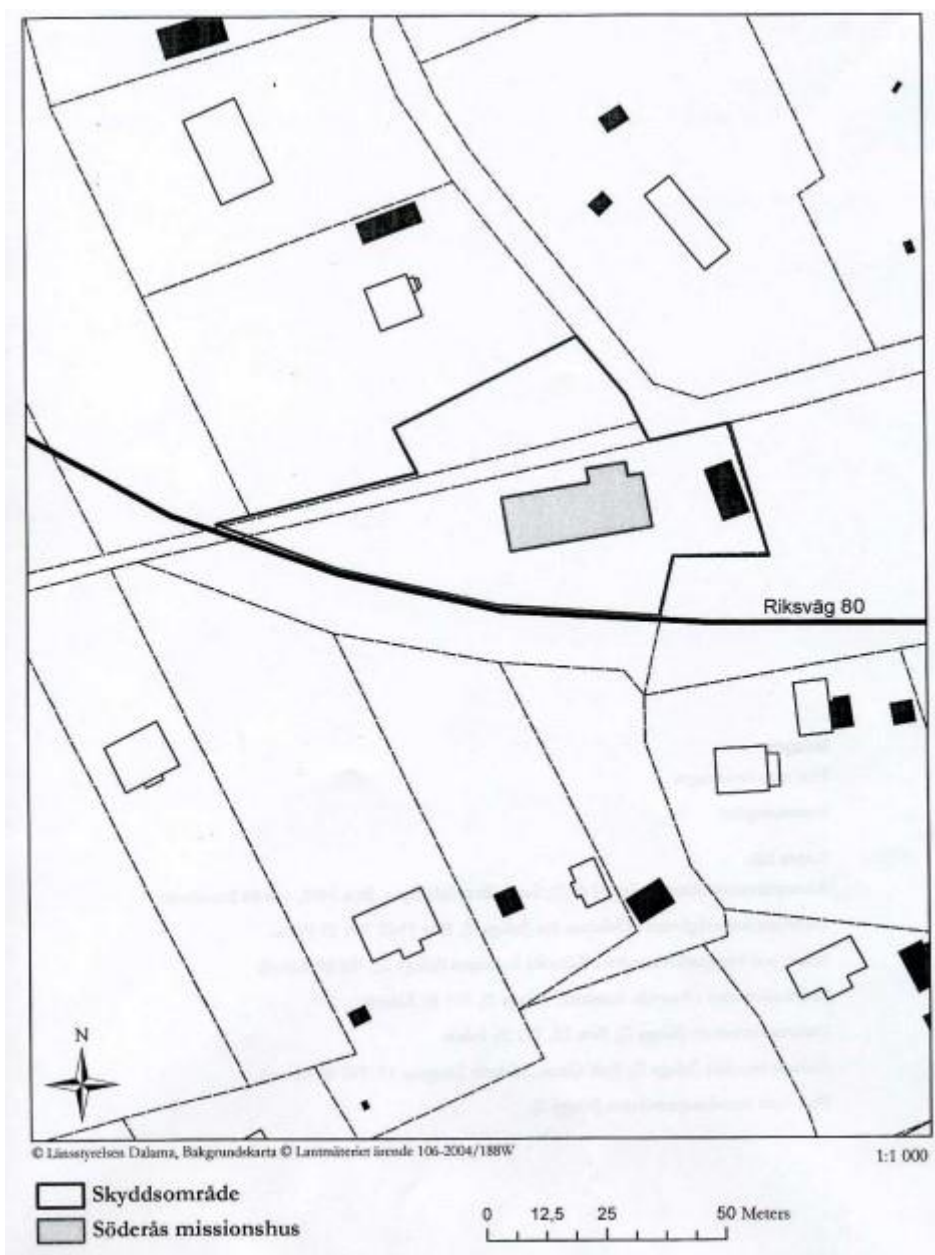 Riksväg 80
N
© Länsstyrelsen Dalarna, Bakgrundskarta © Lantmäteriet ärende 106-2004/188W
1:1 000
Skyddsområde
Söderås missionshus
0 12,5 25 50 Meters